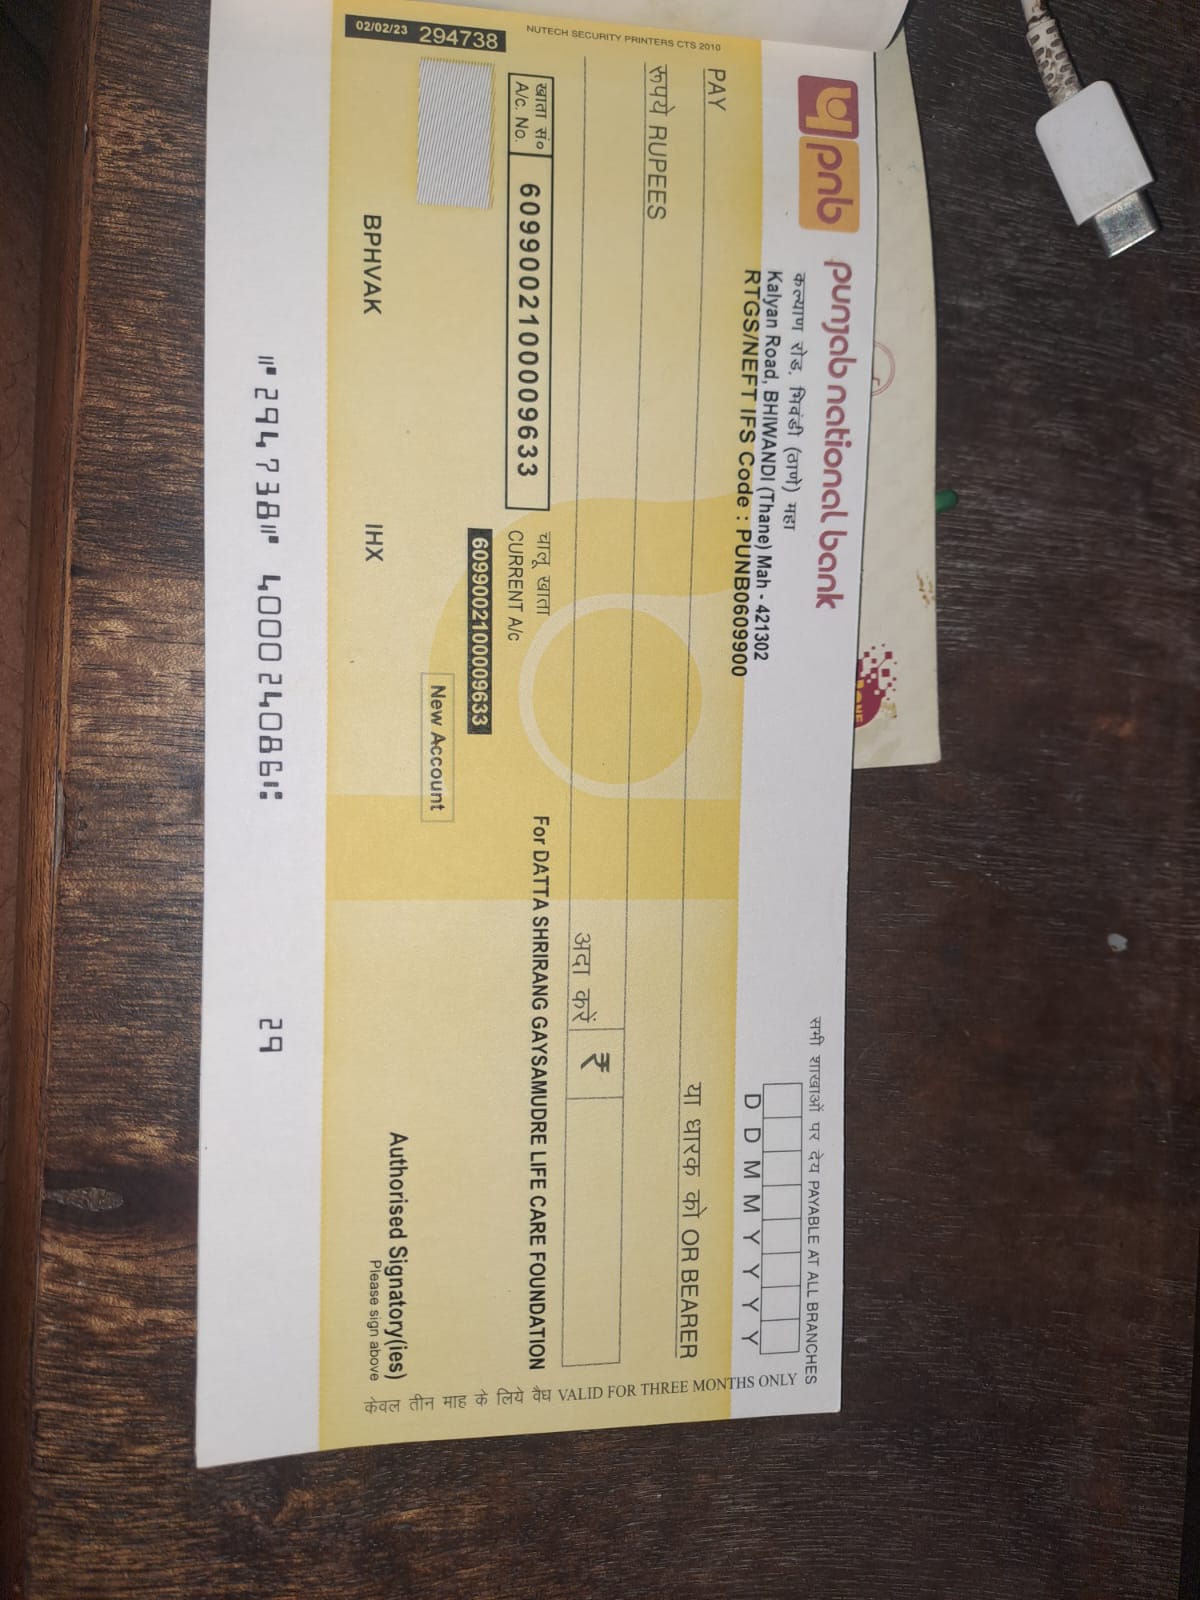 02/02/23 294738
NUTECH SECURITY PRINTERS CTS 2010
pnb punjab national bank
कल्याण रोड, भिवंडी (ठाणे) महा
Kalyan Road, BHIWANDI (Thane) Mah - 421302
RTGS/NEFT IFS Code : PUNB0609900
सभी शाखाओं पर देय PAYABLE AT ALL BRANCHES
D D M M Y Y Y Y
PAY
या धारक को OR BEARER
रूपये RUPEES
अदा करें ₹
खाता सं०
A/c. No.
6099002100009633
चालू खाता
CURRENT A/c
For DATTA SHRIRANG GAYSAMUDRE LIFE CARE FOUNDATION
6099002100009633
New Account
BPHVAK IHX
Authorised Signatory(ies)
Please sign above
केवल तीन माह के लिये वैध VALID FOR THREE MONTHS ONLY
⑈294738⑈ 400024086⑆ 29